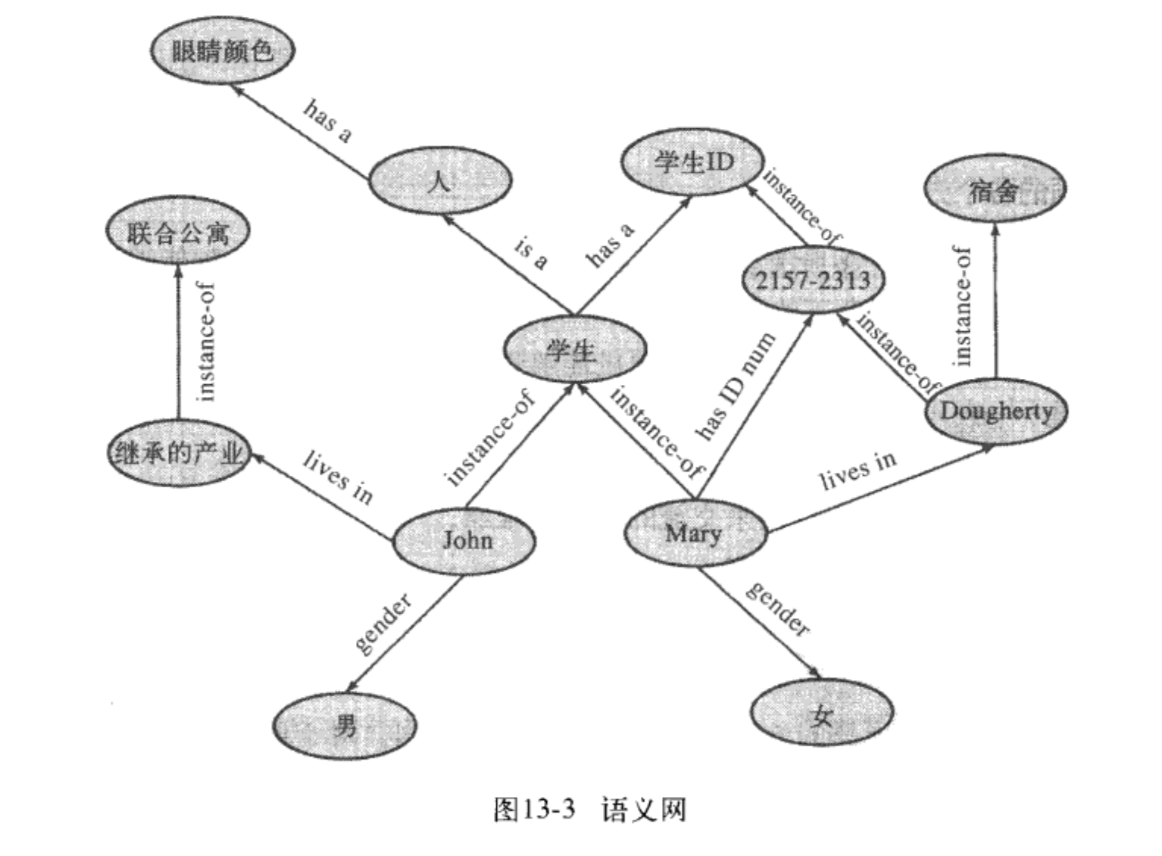 眼睛颜色
has a
人
学生ID
instance-of
宿舍
联合公寓
is a
has a
2157-2313
instance-of
instance-of
学生
has ID num
instance-of
instance-of
instance-of
Dougherty
继承的产业
lives in
lives in
John
Mary
gender
gender
男
女
图13-3 语义网